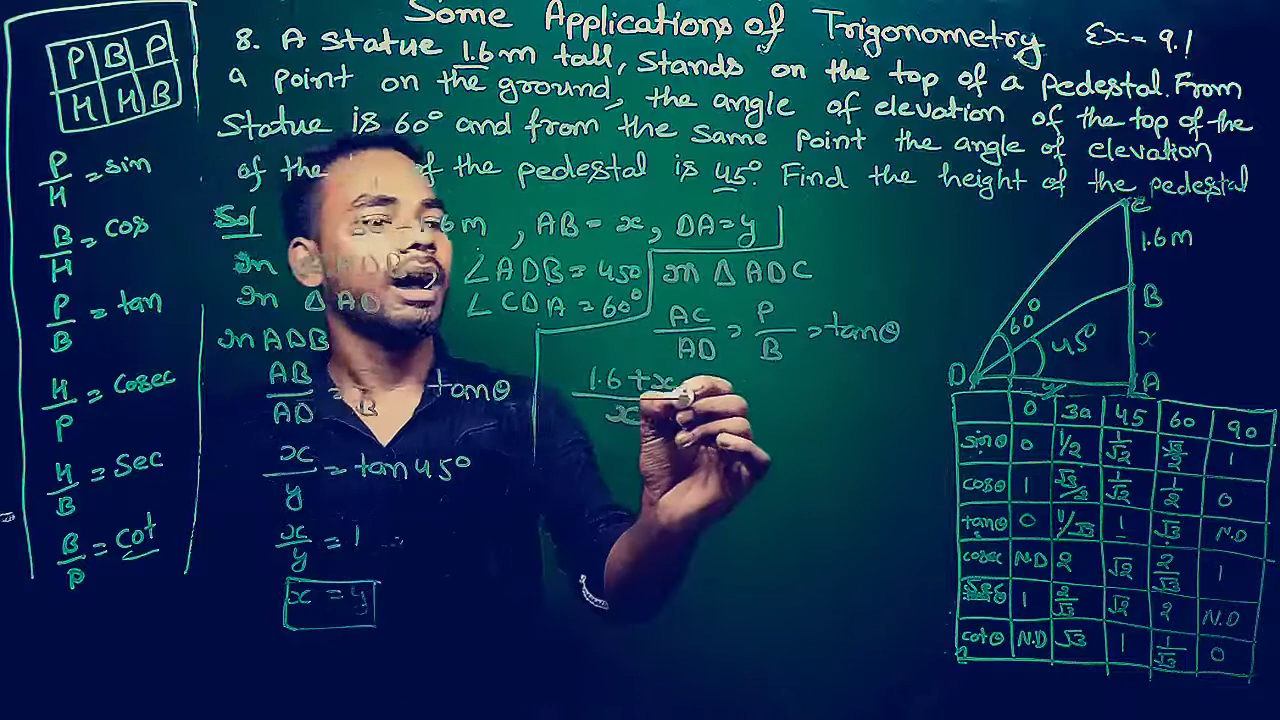 Some Applications of Trigonometry Ex= 9.1
8. A Statue 1.6m tall, Stands on the top of a pedestal. From
a point on the ground, the angle of elevation of the top of the
Statue is 60° and from the same point the angle of elevation
of the of the pedestal is 45°. Find the height of the pedestal
P B P
H H B
P/H = sin
B/H = cos
P/B = tan
H/P = Cosec
H/B = Sec
B/P = Cot
Sol 6m, AB = x, DA = y
In ADB ∠ADB = 450
In Δ AD ∠CDA = 60°
In ADB
AB/AD = B tanθ
x/y = tan 45°
x/y = 1
x = y
In Δ ADC
AC/AD = P/B = tanθ
1.6+x
x
C
1.6m
B
x
A
D
60°
45°
y
0 30 45 60 90
sinθ 0 1/2 1/√2 √3/2 1
cosθ 1 √3/2 1/√2 1/2 0
tanθ 0 1/√3 1 √3 N.D
cosec N.D 2 √2 2/√3 1
1 2/√3 √2 2 N.D
cotθ N.D √3 1 1/√3 0